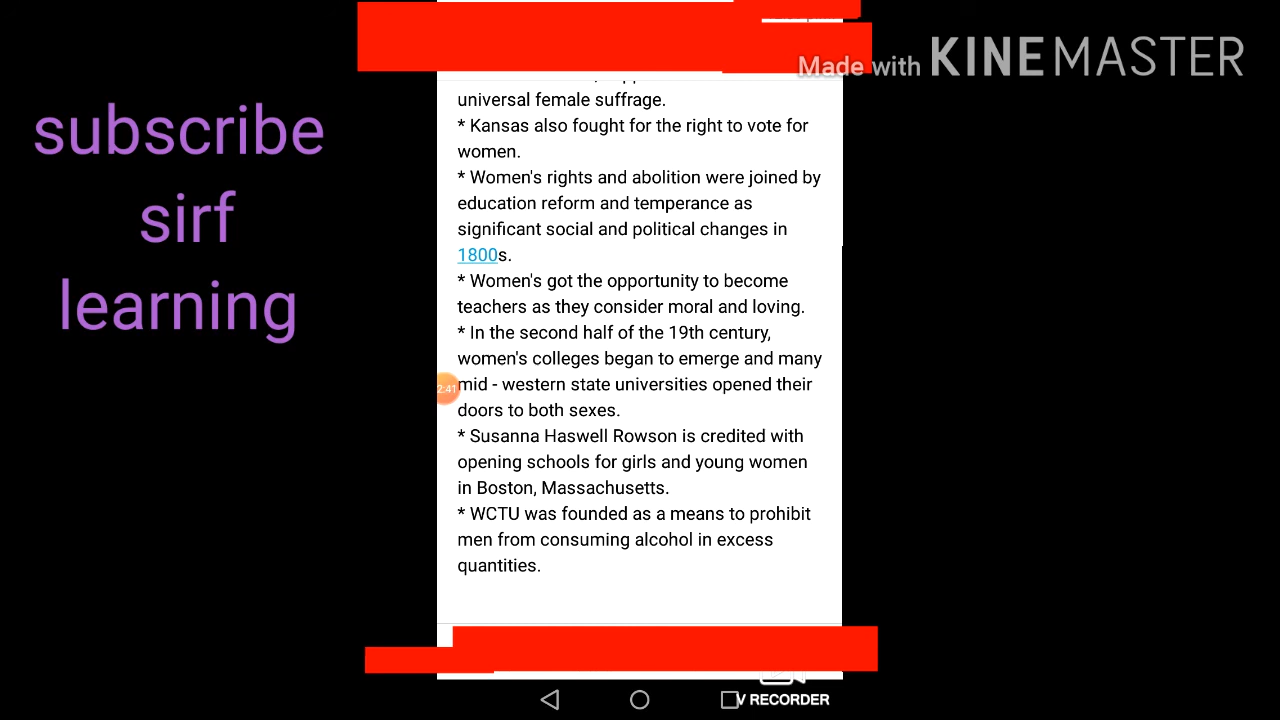 Made with KINEMASTER
subscribe
sirf
learning
universal female suffrage.
* Kansas also fought for the right to vote for
women.
* Women's rights and abolition were joined by
education reform and temperance as
significant social and political changes in
1800s.
* Women's got the opportunity to become
teachers as they consider moral and loving.
* In the second half of the 19th century,
women's colleges began to emerge and many
mid - western state universities opened their
doors to both sexes.
* Susanna Haswell Rowson is credited with
opening schools for girls and young women
in Boston, Massachusetts.
* WCTU was founded as a means to prohibit
men from consuming alcohol in excess
quantities.
2:41
V RECORDER